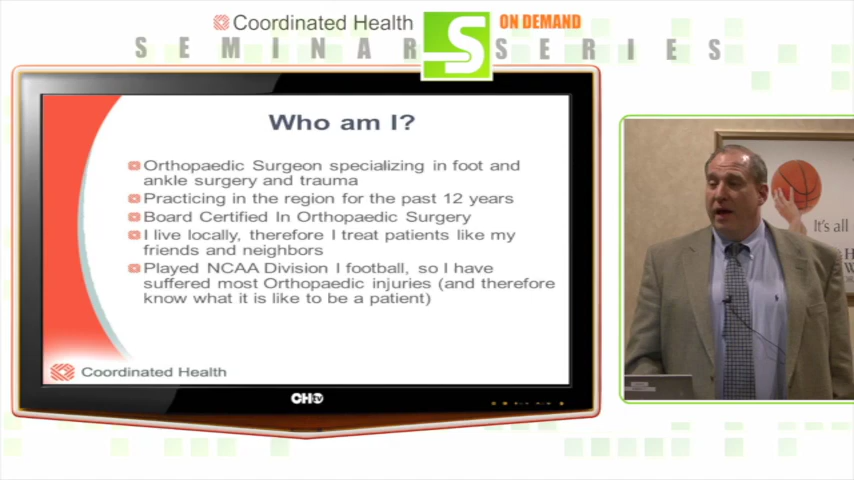 Coordinated Health
ON DEMAND
S
SEMINAR SERIES
Who am I?
Orthopaedic Surgeon specializing in foot and
ankle surgery and trauma
Practicing in the region for the past 12 years
Board Certified In Orthopaedic Surgery
I live locally, therefore I treat patients like my
friends and neighbors
Played NCAA Division I football, so I have
suffered most Orthopaedic injuries (and therefore
know what it is like to be a patient)
Coordinated Health
CH TV
It's all
H
W